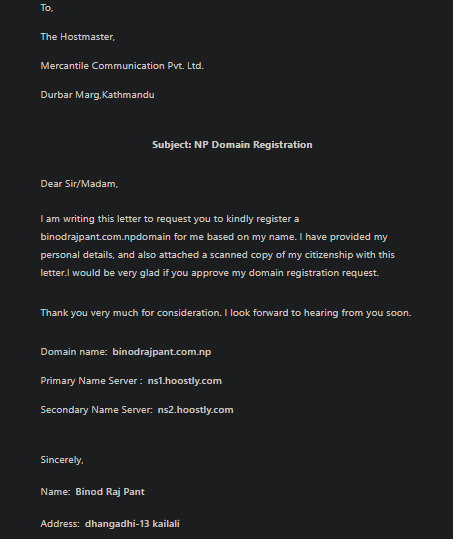 To,
The Hostmaster,
Mercantile Communication Pvt. Ltd.
Durbar Marg,Kathmandu
Subject: NP Domain Registration
Dear Sir/Madam,
I am writing this letter to request you to kindly register a
binodrajpant.com.npdomain for me based on my name. I have provided my
personal details, and also attached a scanned copy of my citizenship with this
letter.I would be very glad if you approve my domain registration request.
Thank you very much for consideration. I look forward to hearing from you soon.
Domain name: binodrajpant.com.np
Primary Name Server : ns1.hoostly.com
Secondary Name Server: ns2.hoostly.com
Sincerely,
Name: Binod Raj Pant
Address: dhangadhi-13 kailali